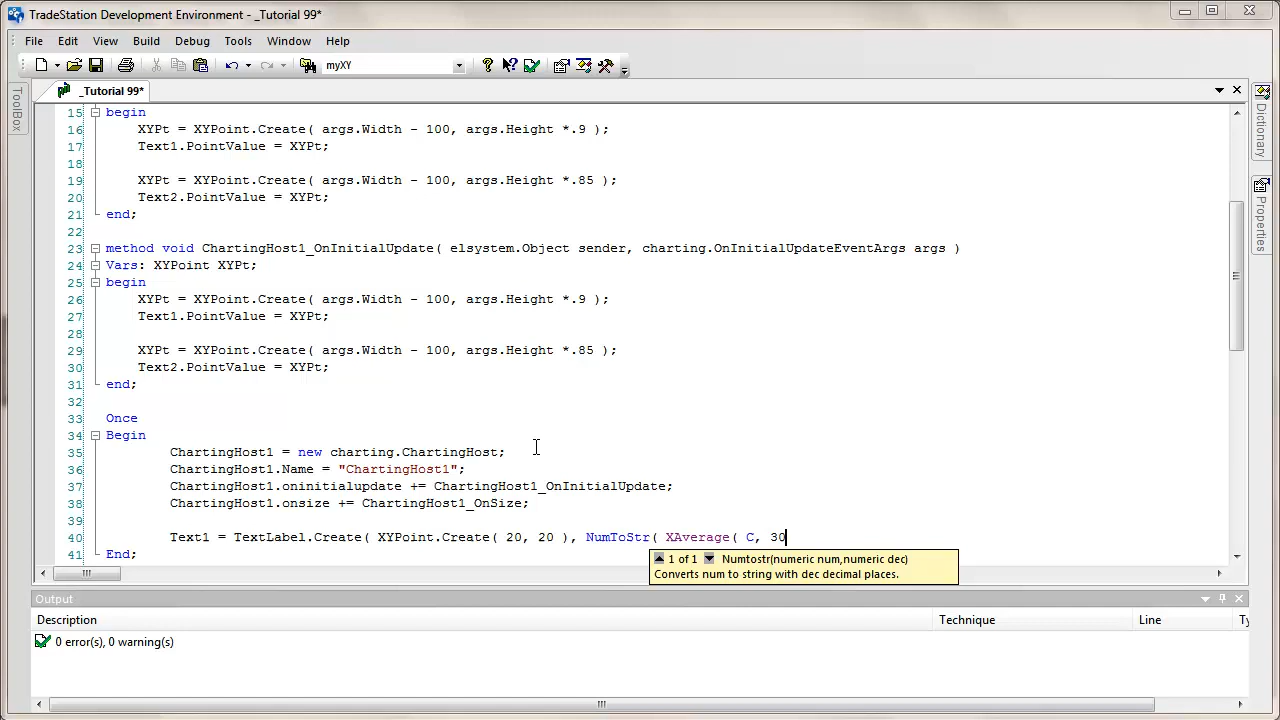 TradeStation Development Environment - _Tutorial 99*
File Edit View Build Debug Tools Window Help
myXY
_Tutorial 99*
ToolBox
Dictionary
Properties
15 begin
16 XYPt = XYPoint.Create( args.Width - 100, args.Height *.9 );
17 Text1.PointValue = XYPt;
18
19 XYPt = XYPoint.Create( args.Width - 100, args.Height *.85 );
20 Text2.PointValue = XYPt;
21 end;
22
23 method void ChartingHost1_OnInitialUpdate( elsystem.Object sender, charting.OnInitialUpdateEventArgs args )
24 Vars: XYPoint XYPt;
25 begin
26 XYPt = XYPoint.Create( args.Width - 100, args.Height *.9 );
27 Text1.PointValue = XYPt;
28
29 XYPt = XYPoint.Create( args.Width - 100, args.Height *.85 );
30 Text2.PointValue = XYPt;
31 end;
32
33 Once
34 Begin
35 ChartingHost1 = new charting.ChartingHost;
36 ChartingHost1.Name = "ChartingHost1";
37 ChartingHost1.oninitialupdate += ChartingHost1_OnInitialUpdate;
38 ChartingHost1.onsize += ChartingHost1_OnSize;
39
40 Text1 = TextLabel.Create( XYPoint.Create( 20, 20 ), NumToStr( XAverage( C, 30
41 End;
1 of 1 Numtostr(numeric num,numeric dec)
Converts num to string with dec decimal places.
Output
Description Technique Line Ty
0 error(s), 0 warning(s)